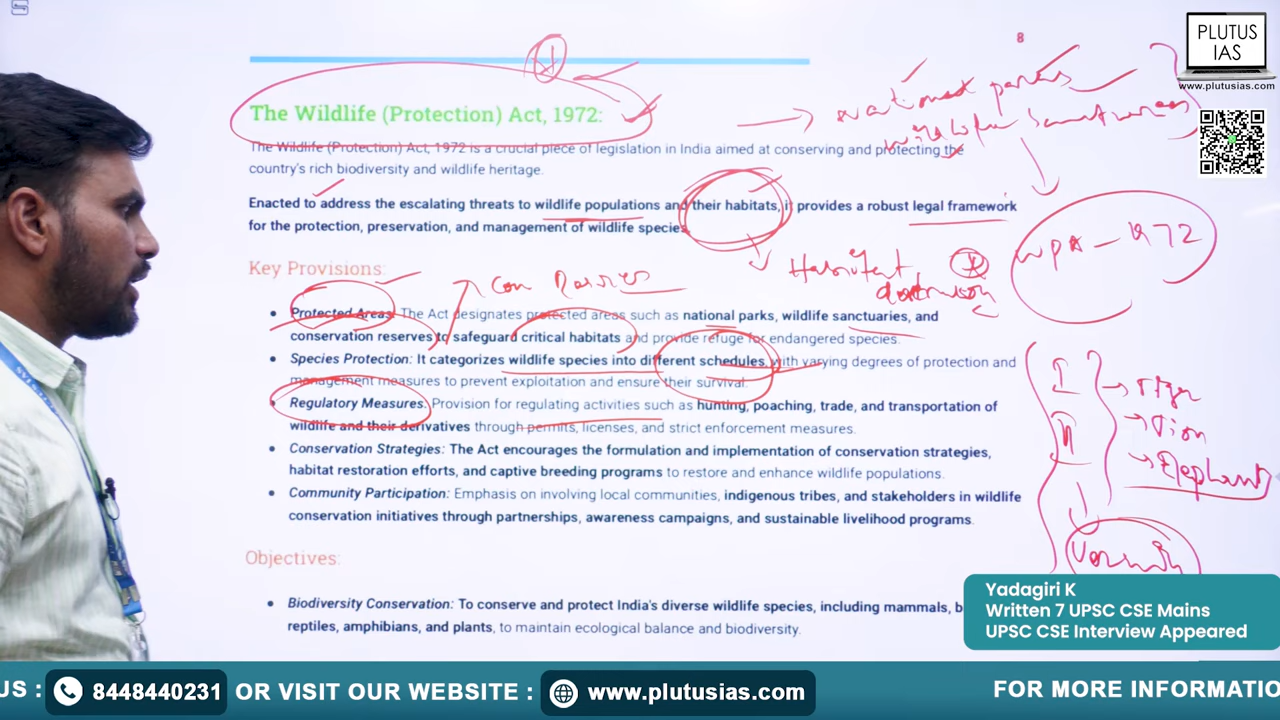 8
PLUTUS
IAS
www.plutusias.com
national parks
wildlife Sanctuaries
The Wildlife (Protection) Act, 1972:
The Wildlife (Protection) Act, 1972 is a crucial piece of legislation in India aimed at conserving and protecting the
country's rich biodiversity and wildlife heritage.
Enacted to address the escalating threats to wildlife populations and their habitats, it provides a robust legal framework
for the protection, preservation, and management of wildlife species.
WPA - 1972
Habitat
destruction
Key Provisions:
• Protected Areas: The Act designates protected areas such as national parks, wildlife sanctuaries, and
conservation reserves to safeguard critical habitats and provide refuge for endangered species.
• Species Protection: It categorizes wildlife species into different schedules, with varying degrees of protection and
management measures to prevent exploitation and ensure their survival.
• Regulatory Measures: Provision for regulating activities such as hunting, poaching, trade, and transportation of
wildlife and their derivatives through permits, licenses, and strict enforcement measures.
• Conservation Strategies: The Act encourages the formulation and implementation of conservation strategies,
habitat restoration efforts, and captive breeding programs to restore and enhance wildlife populations.
• Community Participation: Emphasis on involving local communities, indigenous tribes, and stakeholders in wildlife
conservation initiatives through partnerships, awareness campaigns, and sustainable livelihood programs.
I
Tiger
II
Lion
Elephant
Vermin
Objectives:
• Biodiversity Conservation: To conserve and protect India's diverse wildlife species, including mammals, b
reptiles, amphibians, and plants, to maintain ecological balance and biodiversity.
Yadagiri K
Written 7 UPSC CSE Mains
UPSC CSE Interview Appeared
US : 8448440231 OR VISIT OUR WEBSITE : www.plutusias.com FOR MORE INFORMATIO